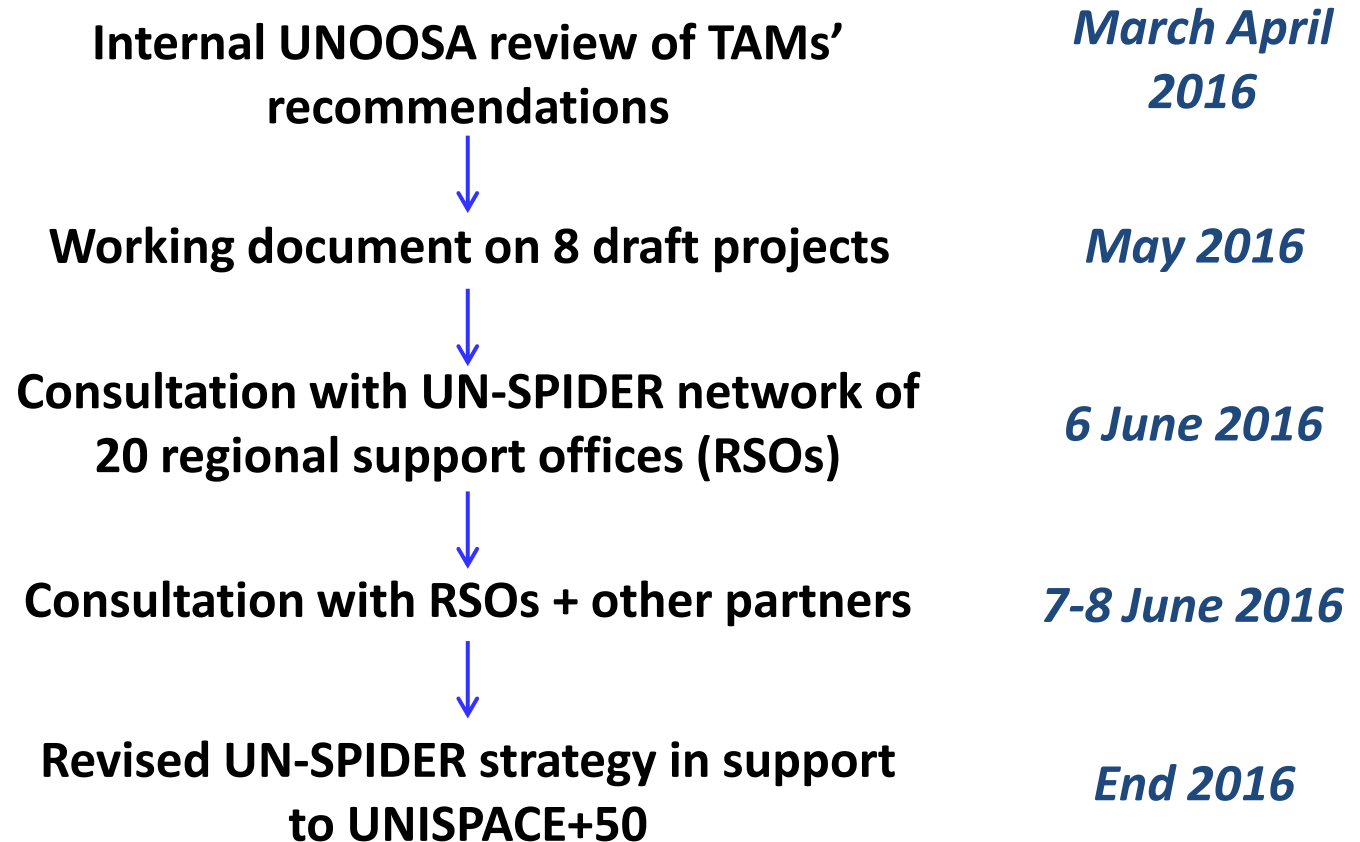 Internal UNOOSA review of TAMs’
recommendations
March April
2016
Working document on 8 draft projects
May 2016
Consultation with UN-SPIDER network of
20 regional support offices (RSOs)
6 June 2016
Consultation with RSOs + other partners
7-8 June 2016
Revised UN-SPIDER strategy in support
to UNISPACE+50
End 2016